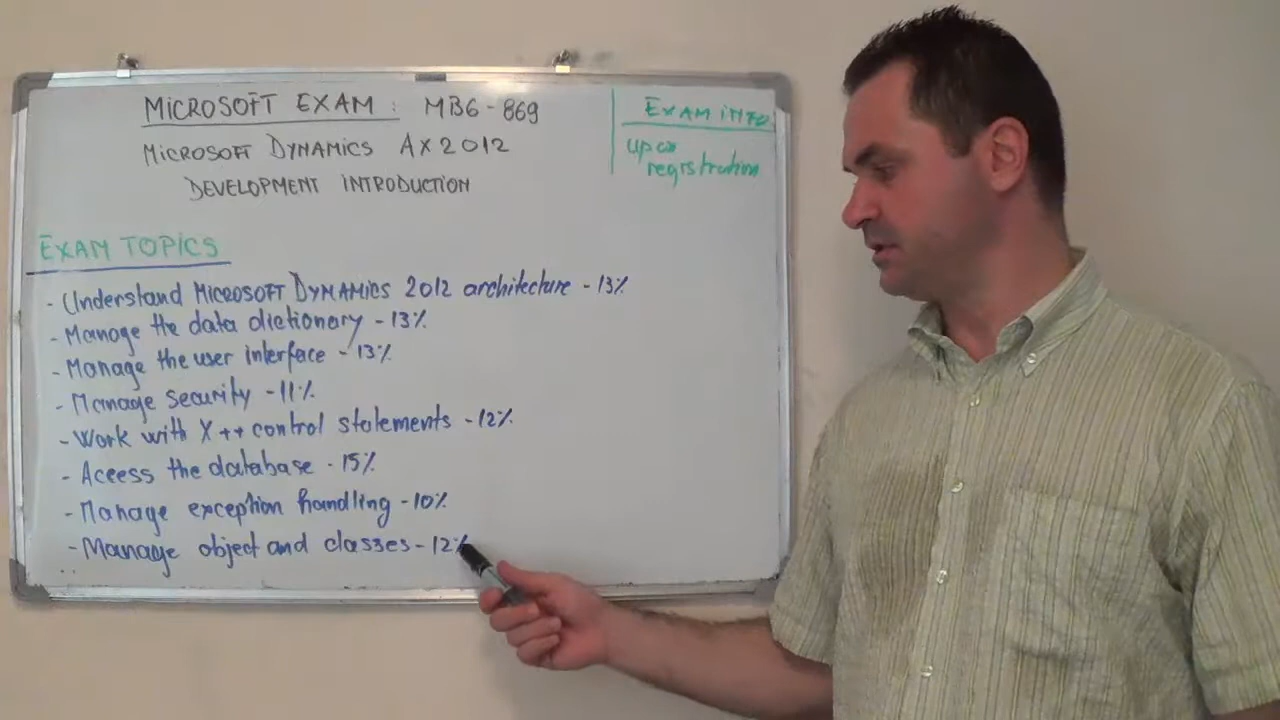 MICROSOFT EXAM : MB6-869
MICROSOFT DYNAMICS AX2012
DEVELOPMENT INTRODUCTION
EXAM INFO
upon
registration
EXAM TOPICS
- Understand MICROSOFT DYNAMICS 2012 architecture - 13%
- Manage the data dictionary - 13%
- Manage the user interface - 13%
- Manage security - 11%
- Work with X++ control statements - 12%
- Access the database - 15%
- Manage exception handling - 10%
- Manage object and classes - 12%